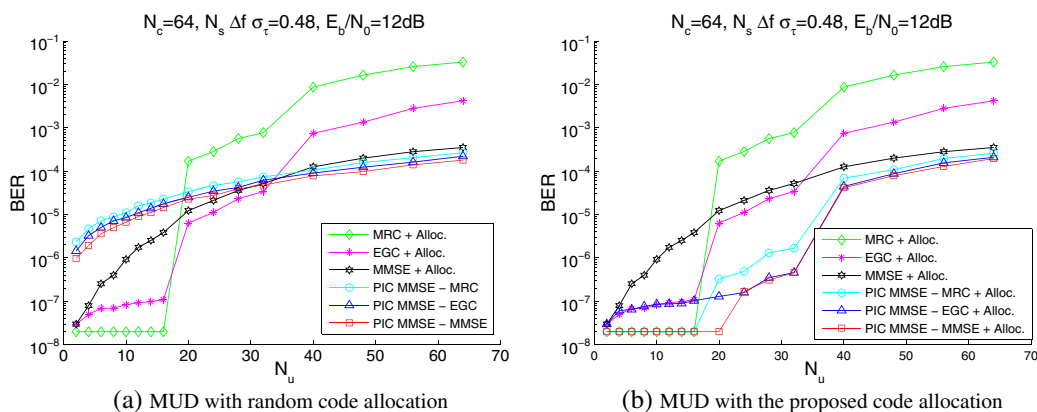 N_c=64, N_s Δf σ_τ=0.48, E_b/N_0=12dB
10^-1
10^-2
10^-3
10^-4
10^-5
10^-6
10^-7
10^-8
BER
0 10 20 30 40 50 60 70
N_u
MRC + Alloc.
EGC + Alloc.
MMSE + Alloc.
PIC MMSE − MRC
PIC MMSE − EGC
PIC MMSE − MMSE
(a) MUD with random code allocation
N_c=64, N_s Δf σ_τ=0.48, E_b/N_0=12dB
10^-1
10^-2
10^-3
10^-4
10^-5
10^-6
10^-7
10^-8
BER
0 10 20 30 40 50 60 70
N_u
MRC + Alloc.
EGC + Alloc.
MMSE + Alloc.
PIC MMSE − MRC + Alloc.
PIC MMSE − EGC + Alloc.
PIC MMSE − MMSE + Alloc.
(b) MUD with the proposed code allocation